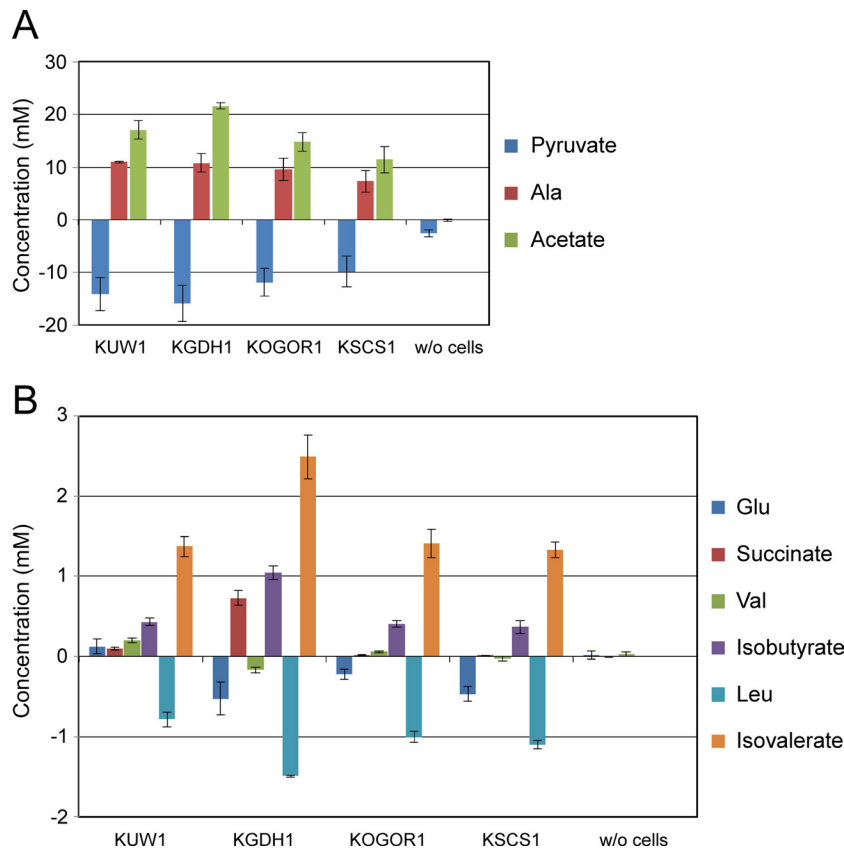 A
Concentration (mM)
30
20
10
0
-10
-20
KUW1 KGDH1 KOGOR1 KSCS1 w/o cells
Pyruvate
Ala
Acetate
B
Concentration (mM)
3
2
1
0
-1
-2
KUW1 KGDH1 KOGOR1 KSCS1 w/o cells
Glu
Succinate
Val
Isobutyrate
Leu
Isovalerate